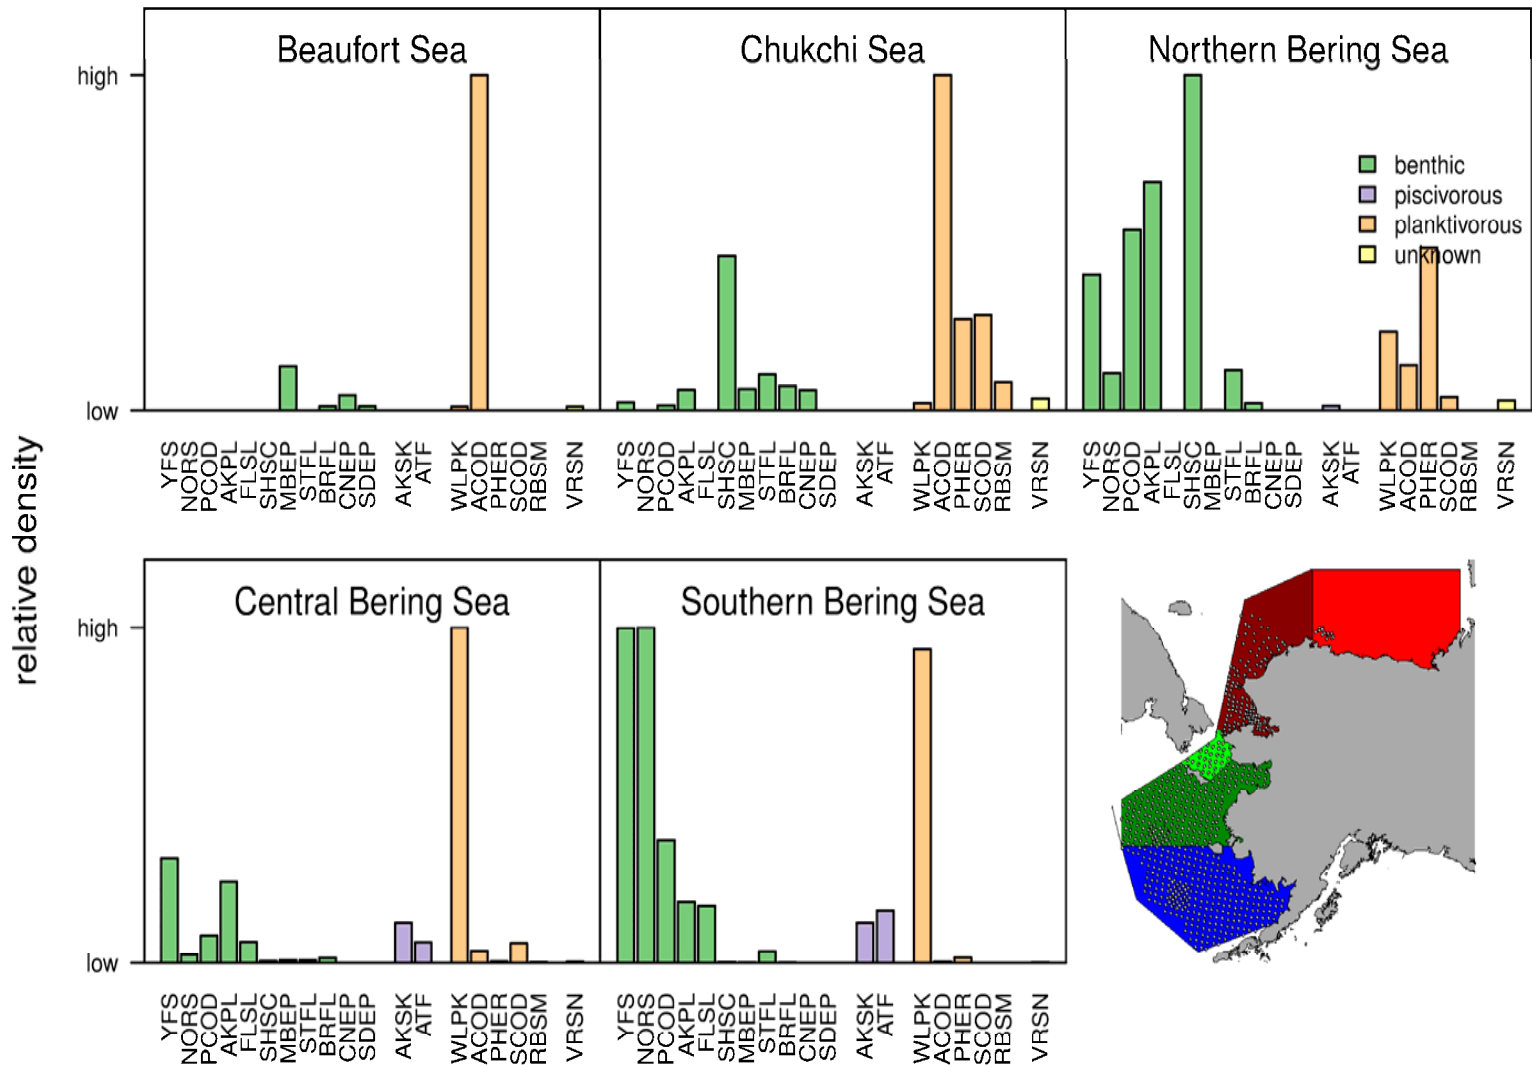 Beaufort Sea
Chukchi Sea
Northern Bering Sea
high
low
benthic
piscivorous
planktivorous
unknown
YFS NORS PCOD AKPL FLSL SHSC MBEP STFL BRFL CNEP SDEP AKSK ATF WLPK ACOD PHER SCOD RBSM VRSN
YFS NORS PCOD AKPL FLSL SHSC MBEP STFL BRFL CNEP SDEP AKSK ATF WLPK ACOD PHER SCOD RBSM VRSN
YFS NORS PCOD AKPL FLSL SHSC MBEP STFL BRFL CNEP SDEP AKSK ATF WLPK ACOD PHER SCOD RBSM VRSN
relative density
Central Bering Sea
Southern Bering Sea
high
low
YFS NORS PCOD AKPL FLSL SHSC MBEP STFL BRFL CNEP SDEP AKSK ATF WLPK ACOD PHER SCOD RBSM VRSN
YFS NORS PCOD AKPL FLSL SHSC MBEP STFL BRFL CNEP SDEP AKSK ATF WLPK ACOD PHER SCOD RBSM VRSN